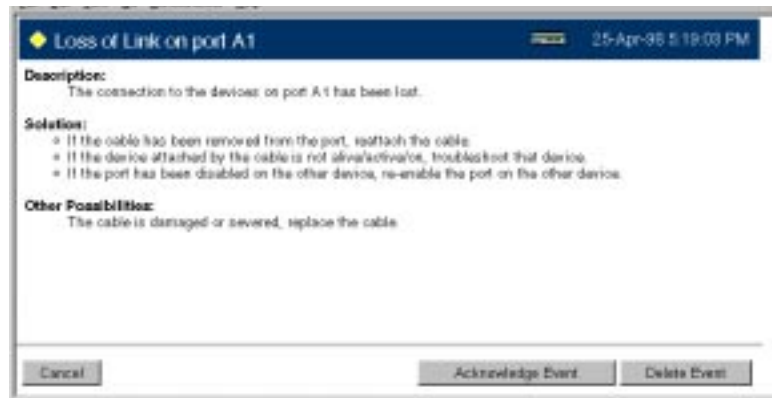 Loss of Link on port A1
25-Apr-98 5:19:03 PM
Description:
The connection to the devices on port A1 has been lost.
Solution:
If the cable has been removed from the port, reattach the cable.
If the device attached by the cable is not alive/active/on, troubleshoot that device.
If the port has been disabled on the other device, re-enable the port on the other device.
Other Possibilities:
The cable is damaged or severed, replace the cable.
Cancel
Acknowledge Event
Delete Event